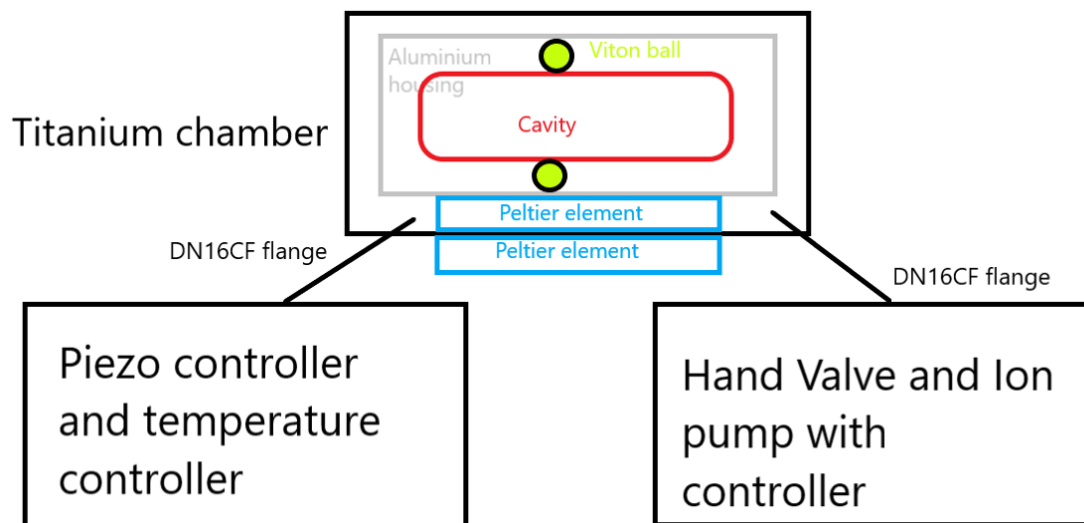 Aluminium
housing
Viton ball
Cavity
Titanium chamber
Peltier element
Peltier element
DN16CF flange
DN16CF flange
Piezo controller
and temperature
controller
Hand Valve and Ion
pump with
controller